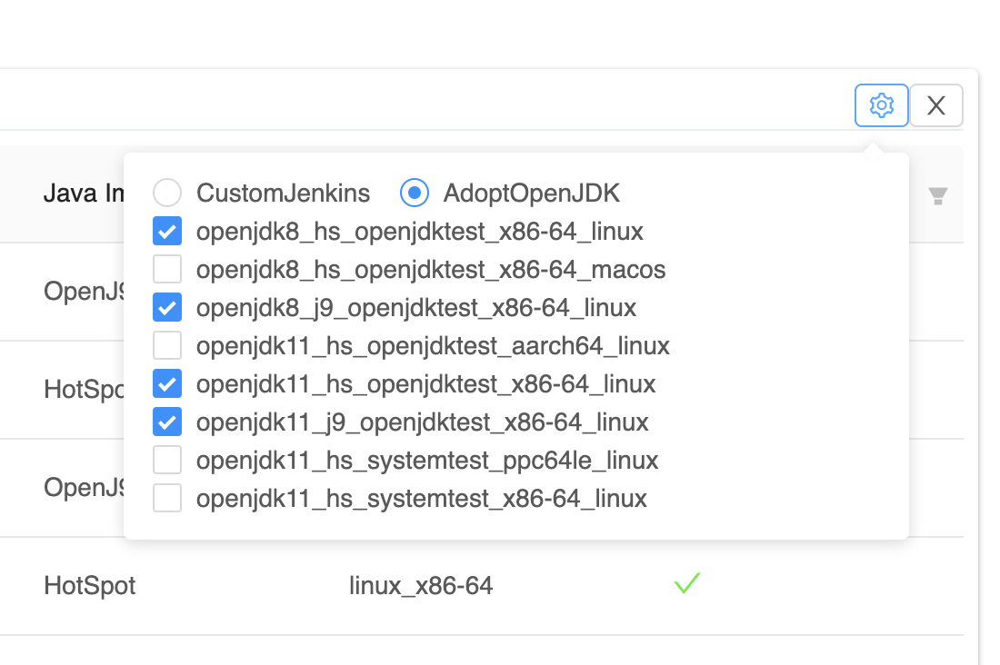 CustomJenkins AdoptOpenJDK
Java Im
openjdk8_hs_openjdktest_x86-64_linux
openjdk8_hs_openjdktest_x86-64_macos
OpenJ9
openjdk8_j9_openjdktest_x86-64_linux
openjdk11_hs_openjdktest_aarch64_linux
HotSpo
openjdk11_hs_openjdktest_x86-64_linux
openjdk11_j9_openjdktest_x86-64_linux
openjdk11_hs_systemtest_ppc64le_linux
OpenJ9
openjdk11_hs_systemtest_x86-64_linux
HotSpot linux_x86-64